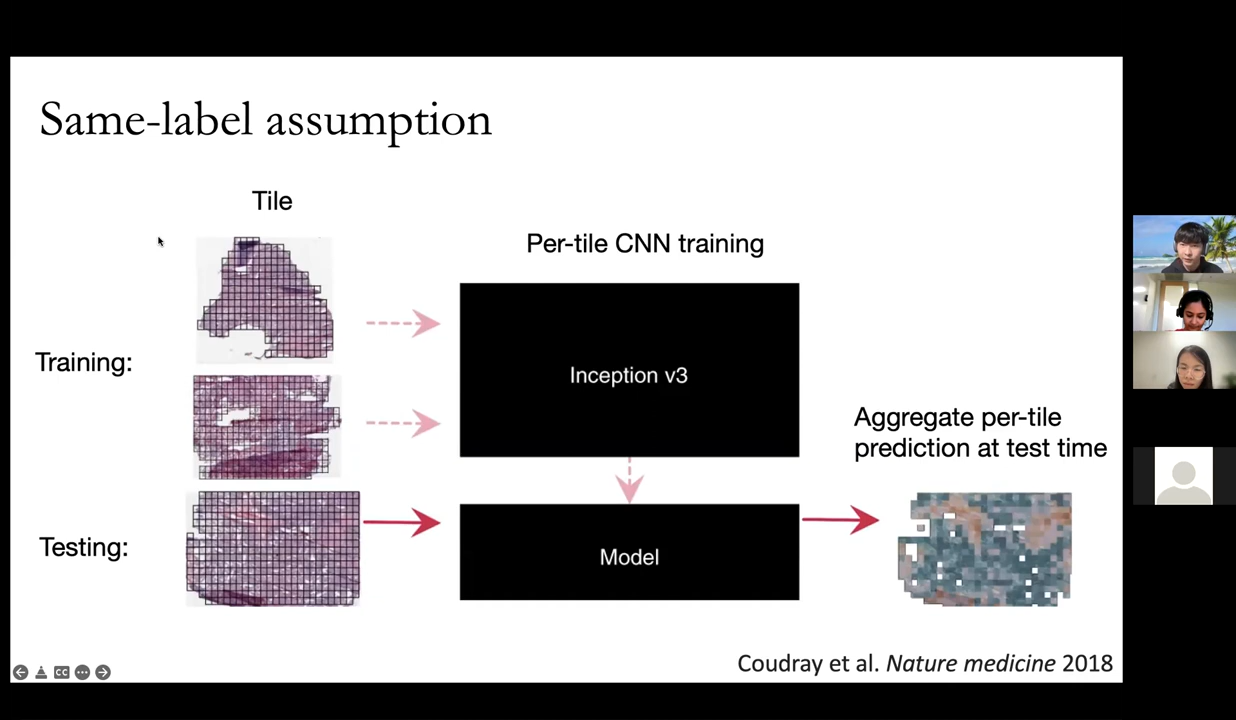 Same-label assumption
Tile
Per-tile CNN training
Training:
Inception v3
Aggregate per-tile
prediction at test time
Testing:
Model
CC
Coudray et al. Nature medicine 2018